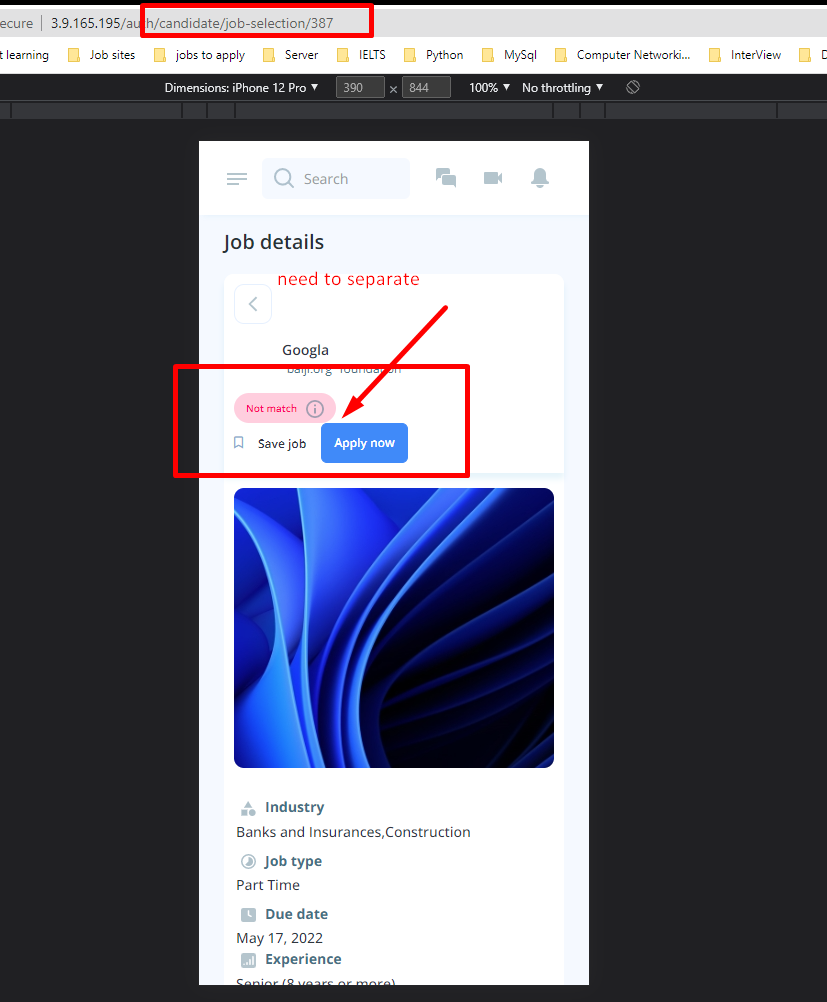 ecure | 3.9.165.195/auth/candidate/job-selection/387
t learning Job sites jobs to apply Server IELTS Python MySql Computer Networki... InterView D
Dimensions: iPhone 12 Pro ▼ 390 × 844 100% ▼ No throttling ▼
Search
Job details
need to separate
Googla
baiji.org foundation
Not match
Save job Apply now
Industry
Banks and Insurances,Construction
Job type
Part Time
Due date
May 17, 2022
Experience
Senior (8 years or more)